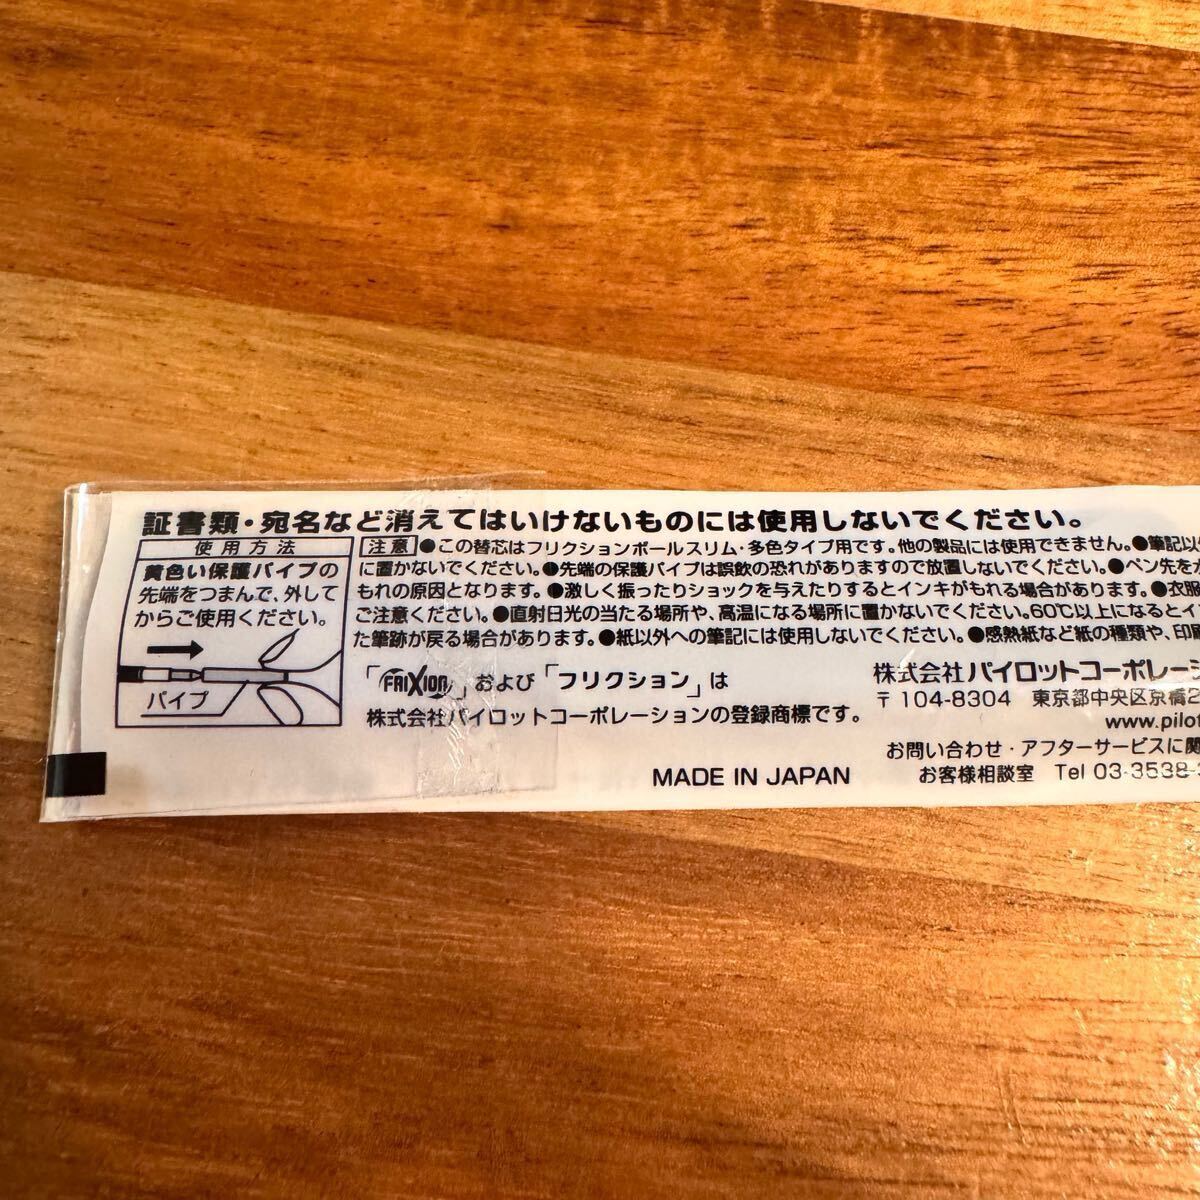 証書類・宛名など消えてはいけないものには使用しないでください。
使用方法
黄色い保護パイプの
先端をつまんで、外して
からご使用ください。
パイプ
注意 ●この替芯はフリクションボールスリム・多色タイプ用です。他の製品には使用できません。●筆記以
に置かないでください。●先端の保護パイプは誤飲の恐れがありますので放置しないでください。●ペン先を
もれの原因となります。●激しく振ったりショックを与えたりするとインキがもれる場合があります。●衣服
ご注意ください。●直射日光の当たる場所や、高温になる場所に置かないでください。60℃以上になるとイ
た筆跡が戻る場合があります。●紙以外への筆記には使用しないでください。●感熱紙など紙の種類や、印刷
「FRIXION」および「フリクション」は
株式会社パイロットコーポレーションの登録商標です。
MADE IN JAPAN
株式会社パイロットコーポレーシ
〒104-8304 東京都中央区京橋2
www.pilot
お問い合わせ・アフターサービスに関
お客様相談室 Tel 03-3538-